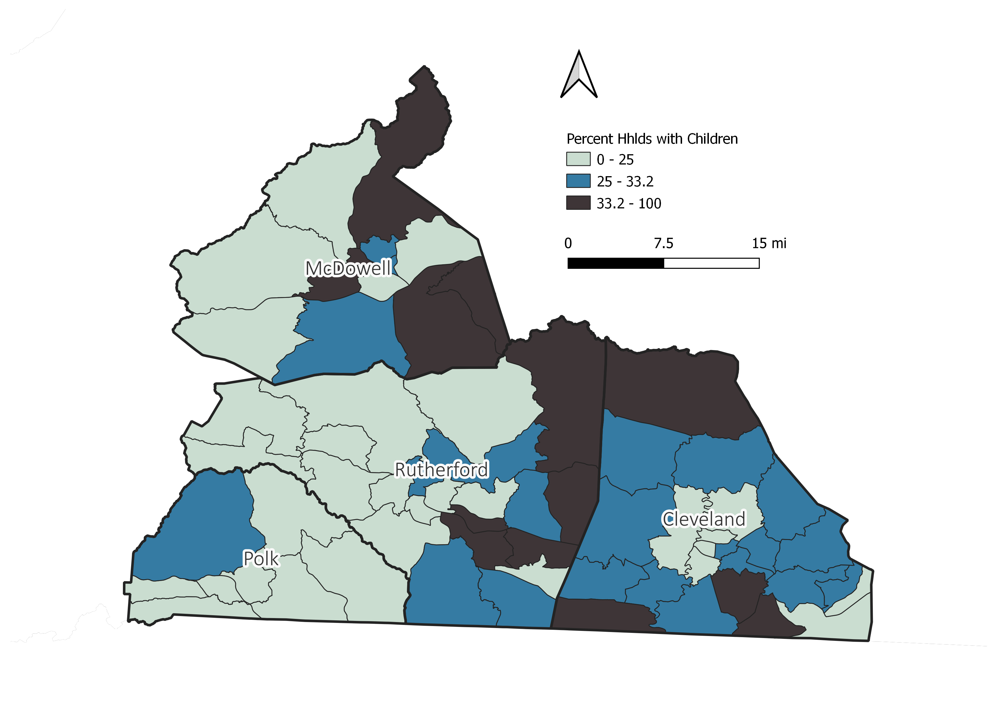 Percent Hhlds with Children
0 - 25
25 - 33.2
33.2 - 100
0 7.5 15 mi
McDowell
Rutherford
Cleveland
Polk